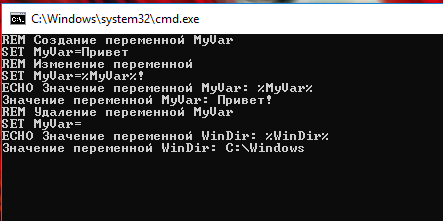 C:\Windows\system32\cmd.exe
REM Создание переменной MyVar
SET MyVar=Привет
REM Изменение переменной
SET MyVar=%MyVar%!
ECHO Значение переменной MyVar: %MyVar%
Значение переменной MyVar: Привет!
REM Удаление переменной MyVar
SET MyVar=
ECHO Значение переменной WinDir: %WinDir%
Значение переменной WinDir: C:\Windows